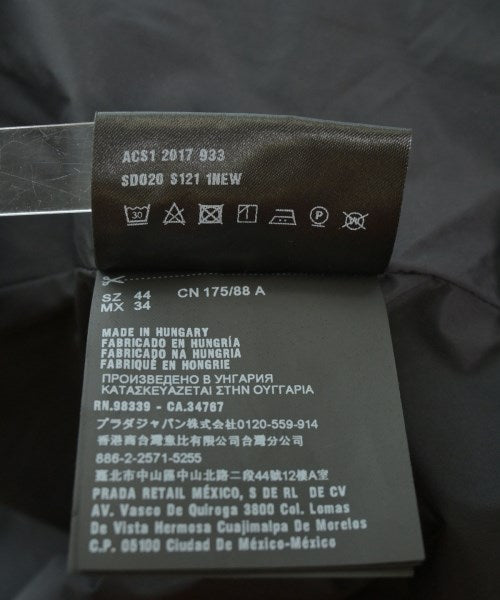 ACS1 2017 933
SD020 S121 1NEW
30
P
SZ 44 CN 175/88 A
MX 34
MADE IN HUNGARY
FABRICADO EN HUNGRÍA
FABRICADO NA HUNGRIA
FABRIQUÉ EN HONGRIE
ПРОИЗВЕДЕНО В УНГАРИЯ
ΚΑΤΑΣΚΕΥΑΖΕΤΑΙ ΣΤΗΝ ΟΥΓΓΑΡΙΑ
RN.98339 - CA.34767
プラダジャパン株式会社0120-559-914
香港商台灣意比有限公司台灣分公司
886-2-2571-5255
臺北市中山區中山北路二段44號12樓A室
PRADA RETAIL MÉXICO, S DE RL DE CV
AV. Vasco De Quiroga 3800 Col. Lomas
De Vista Hermosa Cuajimalpa De Morelos
C.P. 05100 Ciudad De México-México